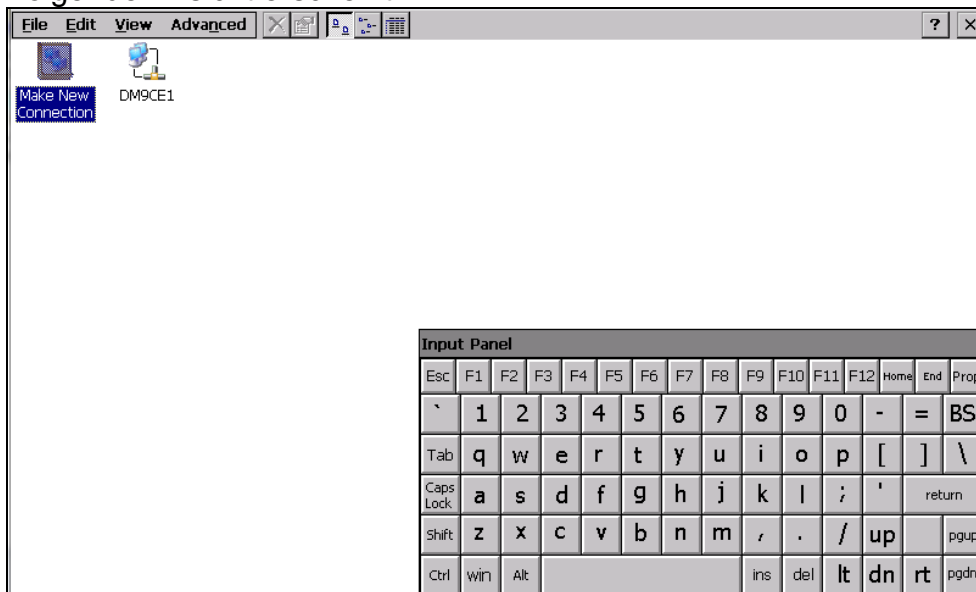 File Edit View Advanced ? X
Make New DM9CE1
Connection
Input Panel
Esc F1 F2 F3 F4 F5 F6 F7 F8 F9 F10 F11 F12 Home End Prop
` 1 2 3 4 5 6 7 8 9 0 - = BS
Tab q w e r t y u i o p [ ] \
Caps Lock a s d f g h j k l ; ' return
Shift z x c v b n m , . / up pgup
Ctrl win Alt ins del lt dn rt pgdn